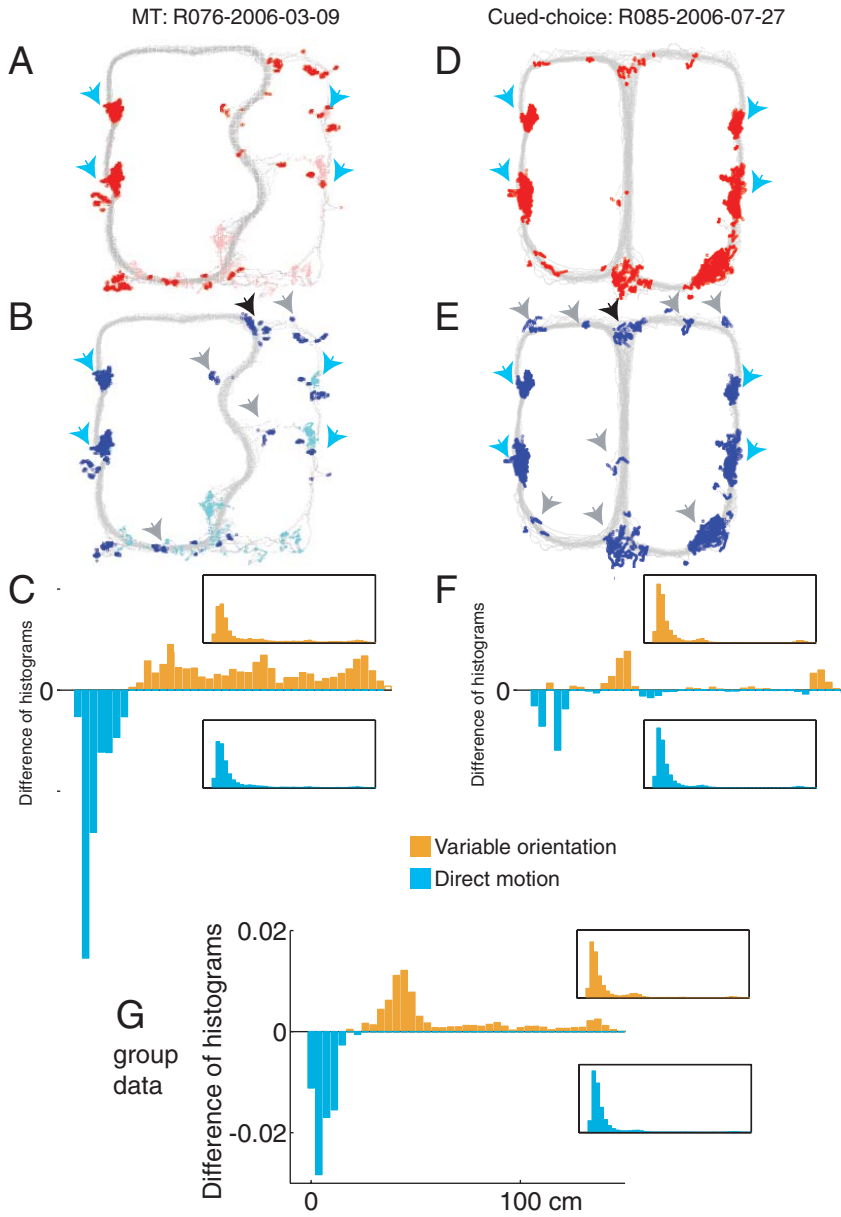 MT: R076-2006-03-09
Cued-choice: R085-2006-07-27
A
D
B
E
C
F
Difference of histograms
0
Difference of histograms
0
Variable orientation
Direct motion
G
group
data
Difference of histograms
0.02
0
-0.02
0
100 cm